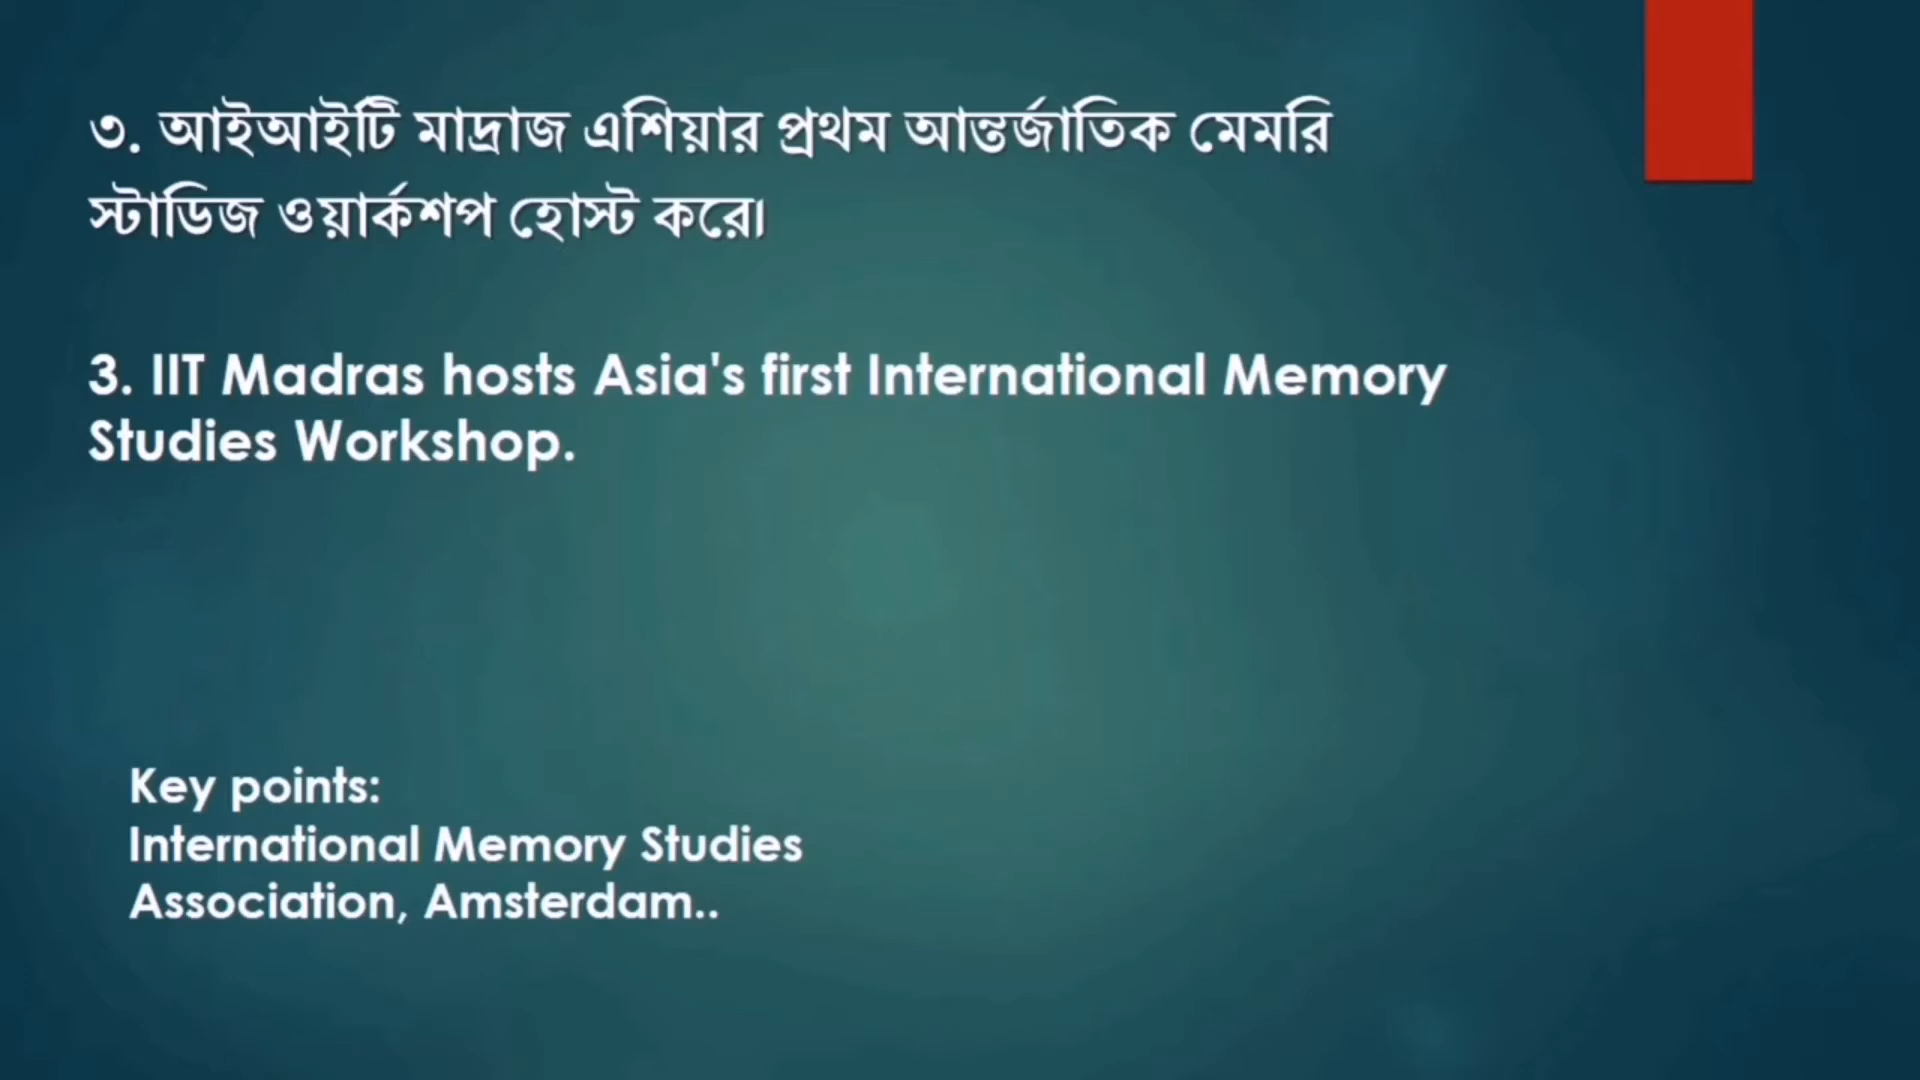 ৩. আইআইটি মাদ্রাজ এশিয়ার প্রথম আন্তর্জাতিক মেমরি
স্টাডিজ ওয়ার্কশপ হোস্ট করে।
3. IIT Madras hosts Asia's first International Memory
Studies Workshop.
Key points:
International Memory Studies
Association, Amsterdam..